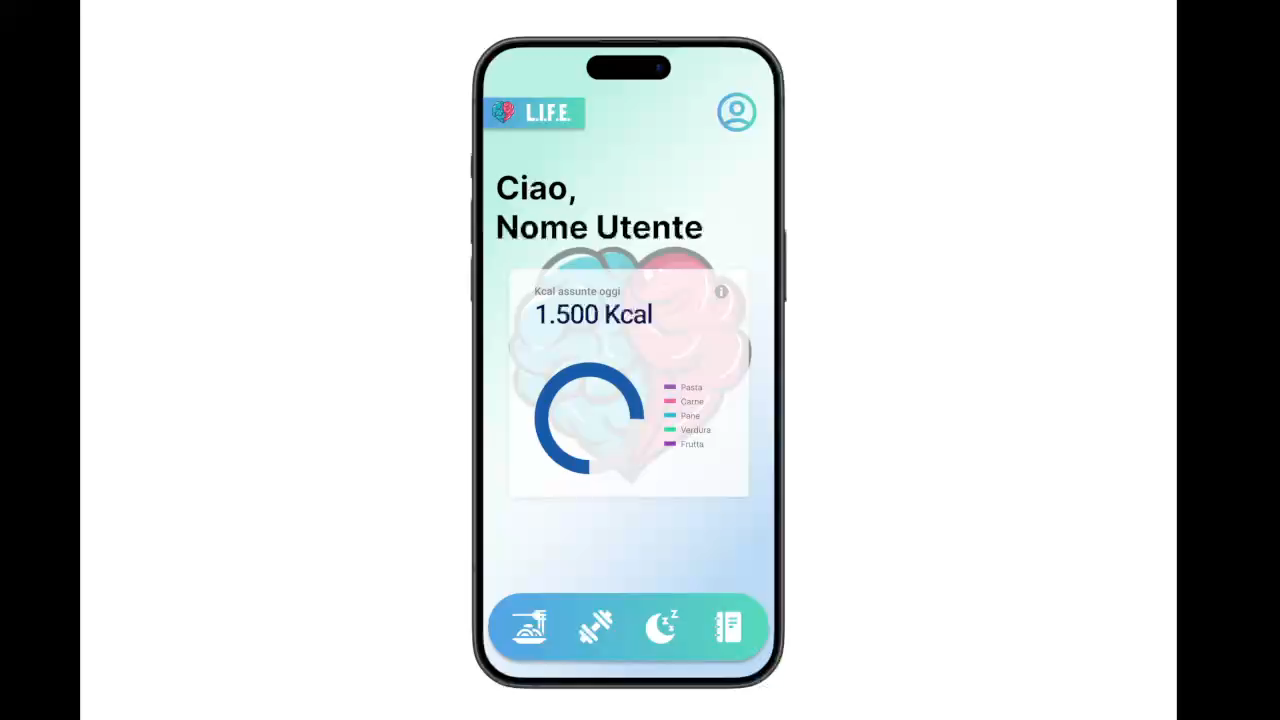 L.I.F.E.
Ciao,
Nome Utente
Kcal assunte oggi
1.500 Kcal
Pasta
Carne
Pane
Verdura
Frutta
z
z
z